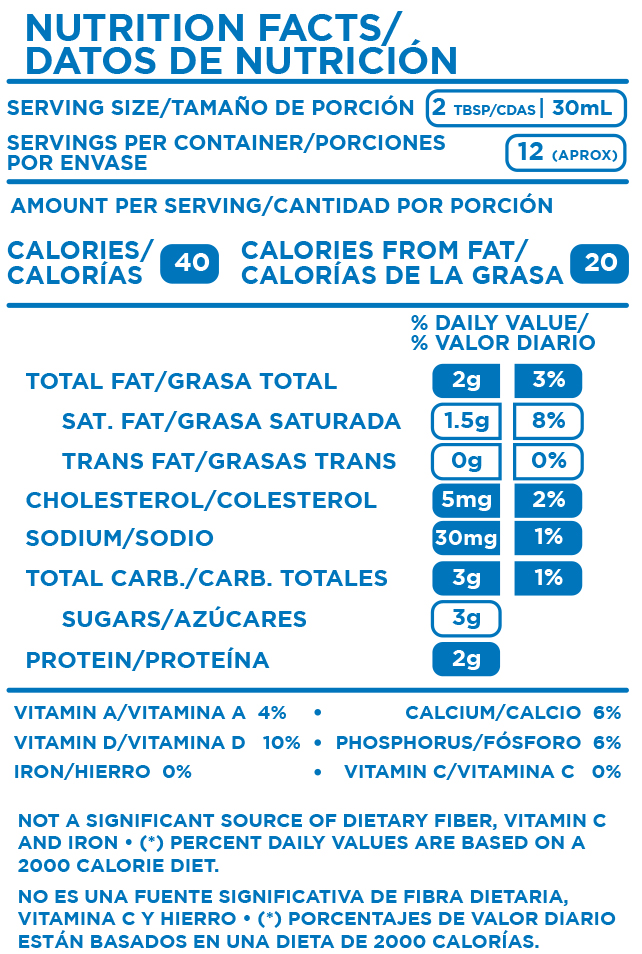 NUTRITION FACTS/
DATOS DE NUTRICIÓN
SERVING SIZE/TAMAÑO DE PORCIÓN 2 TBSP/CDAS | 30mL
SERVINGS PER CONTAINER/PORCIONES
POR ENVASE 12 (APROX)
AMOUNT PER SERVING/CANTIDAD POR PORCIÓN
CALORIES/
CALORÍAS 40
CALORIES FROM FAT/
CALORÍAS DE LA GRASA 20
% DAILY VALUE/
% VALOR DIARIO
TOTAL FAT/GRASA TOTAL 2g 3%
SAT. FAT/GRASA SATURADA 1.5g 8%
TRANS FAT/GRASAS TRANS 0g 0%
CHOLESTEROL/COLESTEROL 5mg 2%
SODIUM/SODIO 30mg 1%
TOTAL CARB./CARB. TOTALES 3g 1%
SUGARS/AZÚCARES 3g
PROTEIN/PROTEÍNA 2g
VITAMIN A/VITAMINA A 4% • CALCIUM/CALCIO 6%
VITAMIN D/VITAMINA D 10% • PHOSPHORUS/FÓSFORO 6%
IRON/HIERRO 0% • VITAMIN C/VITAMINA C 0%
NOT A SIGNIFICANT SOURCE OF DIETARY FIBER, VITAMIN C
AND IRON • (*) PERCENT DAILY VALUES ARE BASED ON A
2000 CALORIE DIET.
NO ES UNA FUENTE SIGNIFICATIVA DE FIBRA DIETARIA,
VITAMINA C Y HIERRO • (*) PORCENTAJES DE VALOR DIARIO
ESTÁN BASADOS EN UNA DIETA DE 2000 CALORÍAS.